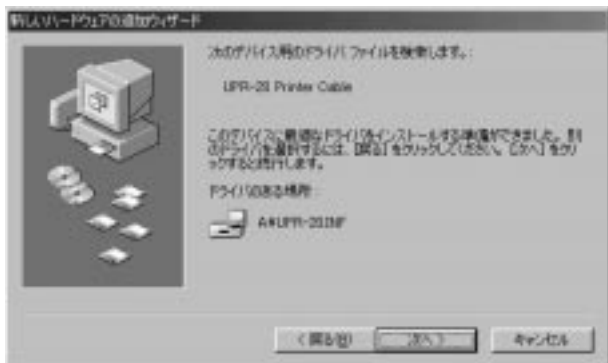 新しいハードウェアの追加ウィザード
次のデバイス用のドライバ ファイルを検索します。:
UPR-20 Printer Cable
このデバイスに最適なドライバをインストールする準備ができました。別
のドライバを選択するには、[戻る] をクリックしてください。[次へ] をクリ
ックすると続行します。
ドライバのある場所:
A:¥UPR-20.INF
< 戻る(B)
次へ >
キャンセル